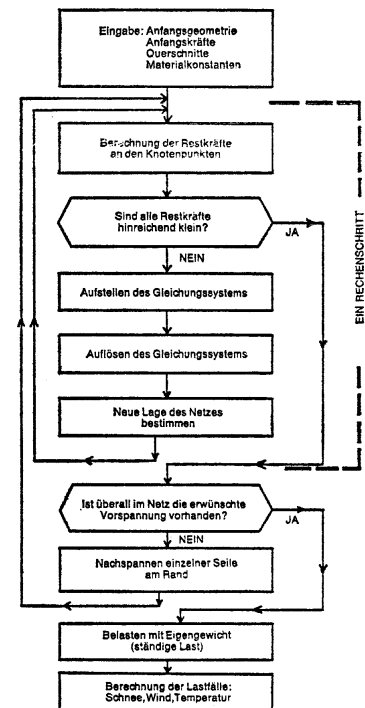 Eingabe: Anfangsgeometrie
Anfangskräfte
Querschnitte
Materialkonstanten
Berechnung der Restkräfte
an den Knotenpunkten
Sind alle Restkräfte
hinreichend klein?
JA
NEIN
EIN RECHENSCHRITT
Aufstellen des Gleichungssystems
Auflösen des Gleichungssystems
Neue Lage des Netzes
bestimmen
Ist überall im Netz die erwünschte
Vorspannung vorhanden?
JA
NEIN
Nachspannen einzelner Seile
am Rand
Belasten mit Eigengewicht
(ständige Last)
Berechnung der Lastfälle:
Schnee,Wind,Temperatur